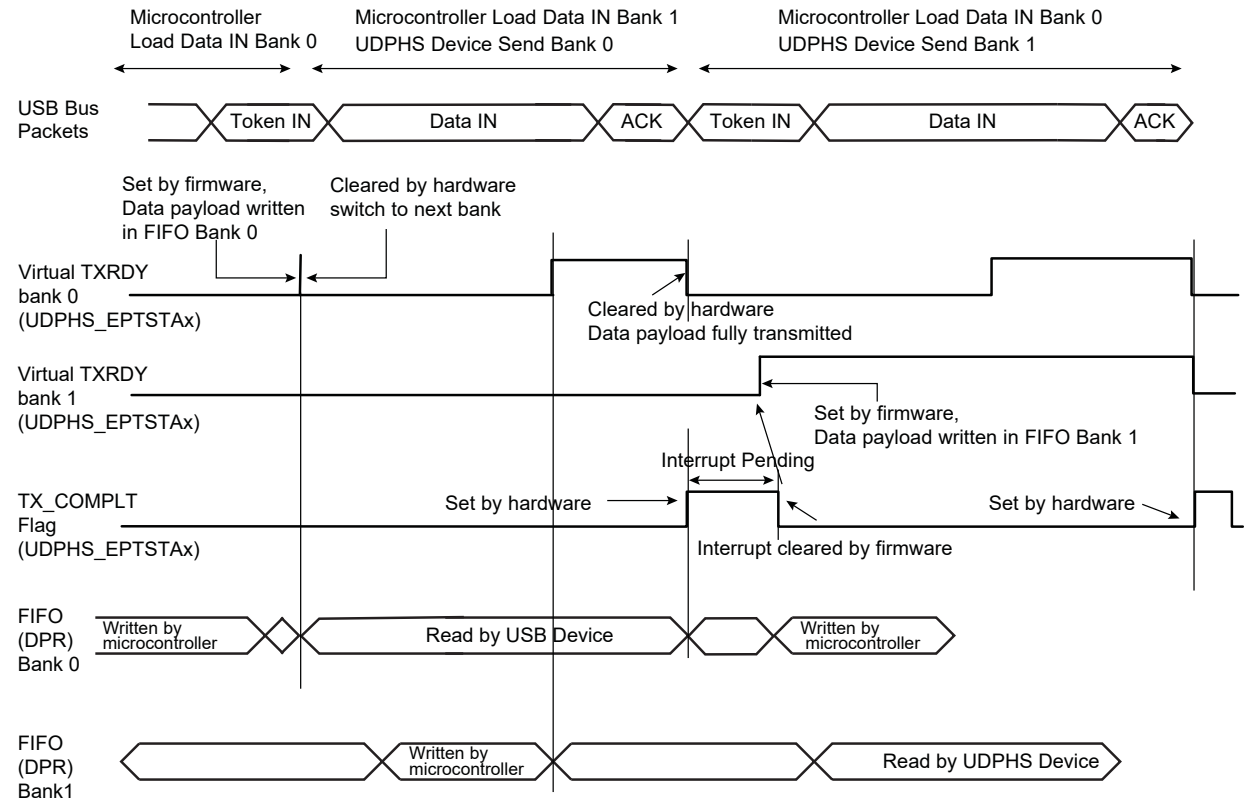 Microcontroller
Load Data IN Bank 0
Microcontroller Load Data IN Bank 1
UDPHS Device Send Bank 0
Microcontroller Load Data IN Bank 0
UDPHS Device Send Bank 1
USB Bus
Packets
Token IN
Data IN
ACK
Token IN
Data IN
ACK
Set by firmware,
Data payload written
in FIFO Bank 0
Cleared by hardware
switch to next bank
Virtual TXRDY
bank 0
(UDPHS_EPTSTAx)
Cleared by hardware
Data payload fully transmitted
Virtual TXRDY
bank 1
(UDPHS_EPTSTAx)
Set by firmware,
Data payload written in FIFO Bank 1
Interrupt Pending
TX_COMPLT
Flag
(UDPHS_EPTSTAx)
Set by hardware
Set by hardware
Interrupt cleared by firmware
FIFO
(DPR)
Bank 0
Written by
microcontroller
Read by USB Device
Written by
microcontroller
FIFO
(DPR)
Bank1
Written by
microcontroller
Read by UDPHS Device